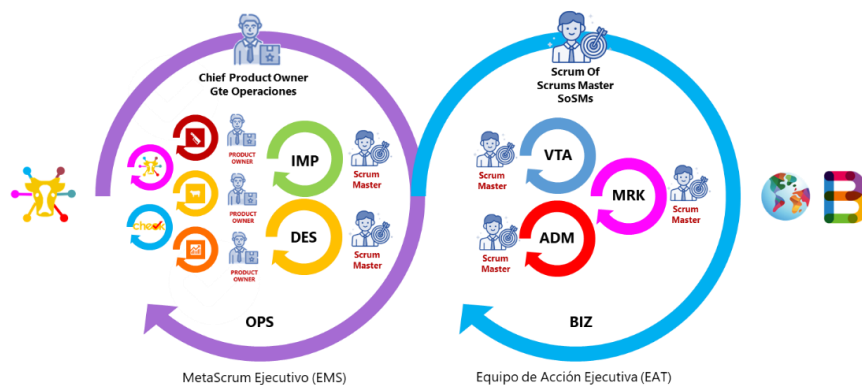 Chief Product Owner
Gte Operaciones
PRODUCT OWNER
IMP
Scrum
Master
PRODUCT OWNER
check
DES
Scrum
Master
PRODUCT OWNER
OPS
MetaScrum Ejecutivo (EMS)
Scrum Of
Scrums Master
SoSMs
VTA
Scrum
Master
MRK
Scrum
Master
ADM
Scrum
Master
BIZ
Equipo de Acción Ejecutiva (EAT)
B